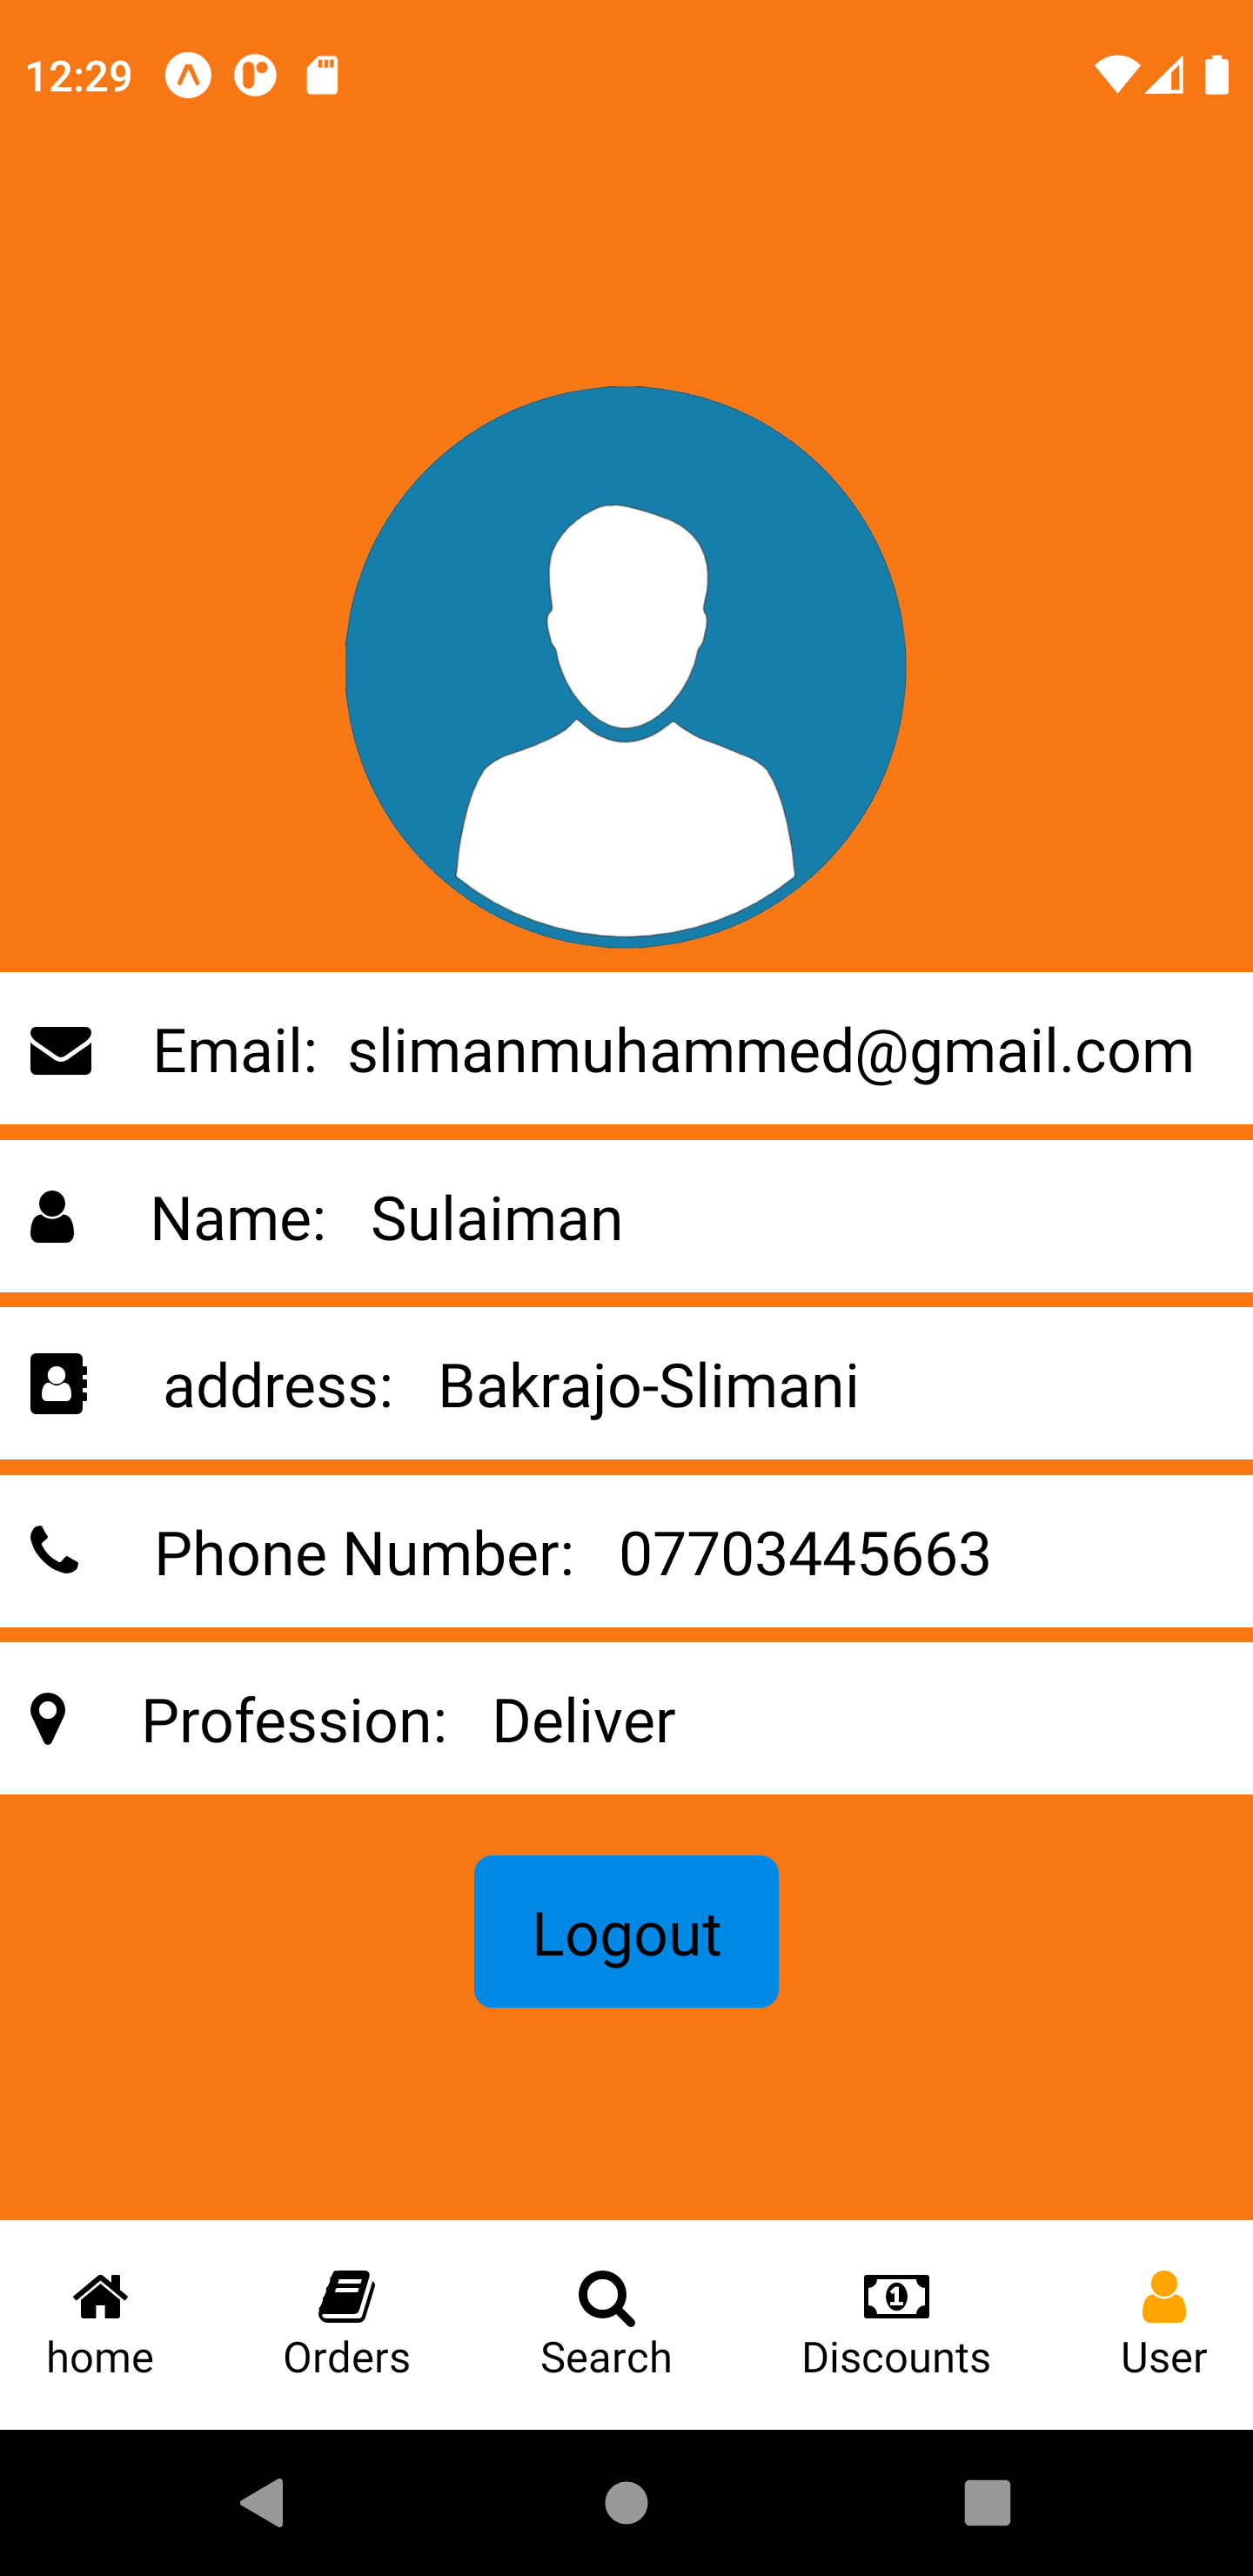 12:29
Email: slimanmuhammed@gmail.com
Name: Sulaiman
address: Bakrajo-Slimani
Phone Number: 07703445663
Profession: Deliver
Logout
1
home Orders Search Discounts User